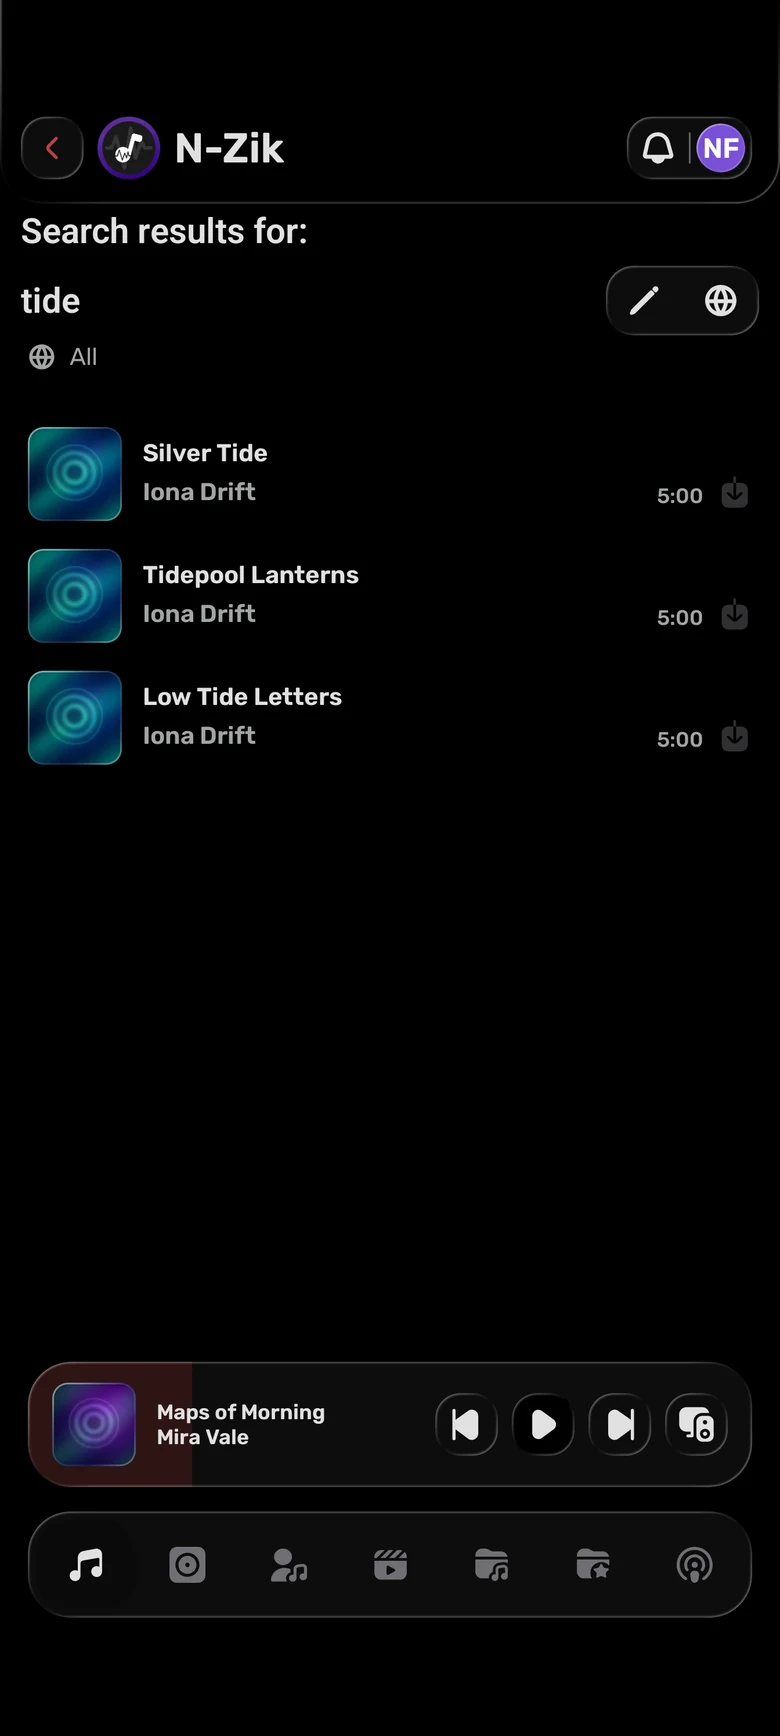 N-Zik
NF
Search results for:
tide
All
Silver Tide
Iona Drift
5:00
Tidepool Lanterns
Iona Drift
5:00
Low Tide Letters
Iona Drift
5:00
Maps of Morning
Mira Vale